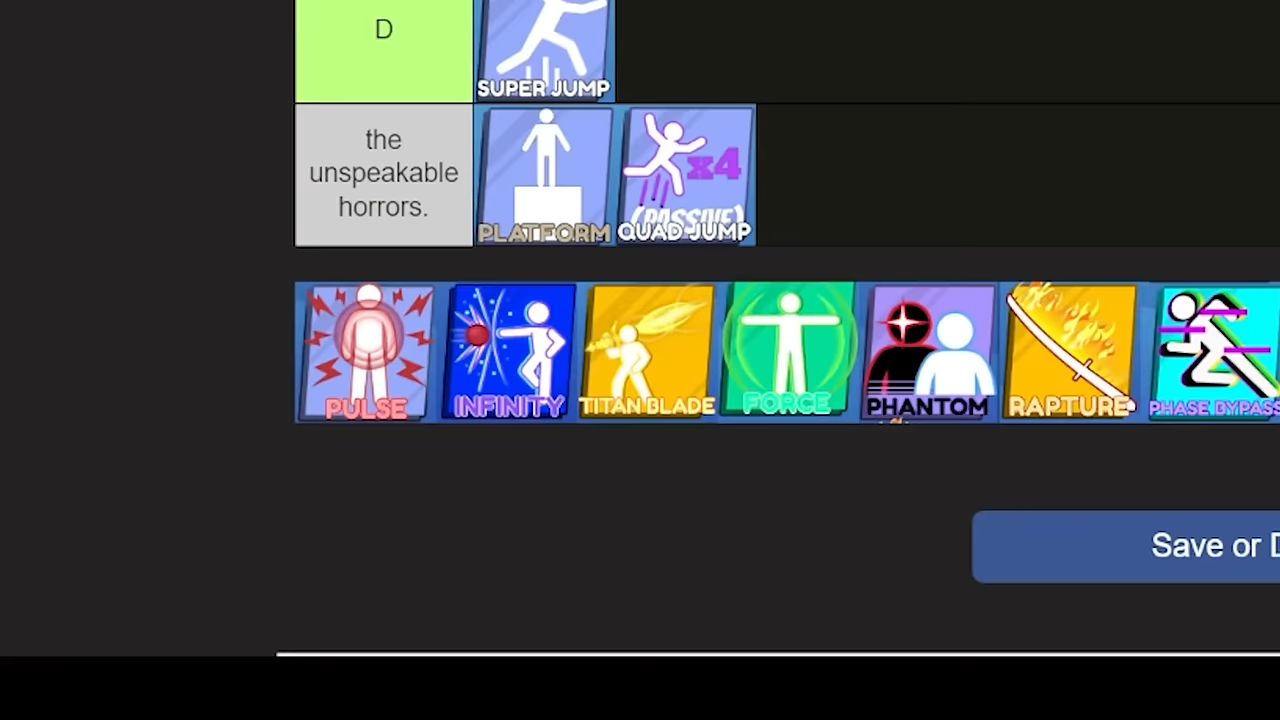 D
SUPER JUMP
the
unspeakable
horrors.
PLATFORM
x4
(PASSIVE)
QUAD JUMP
PULSE
INFINITY
TITAN BLADE
FORCE
PHANTOM
RAPTURE
PHASE BYPASS
Save or D